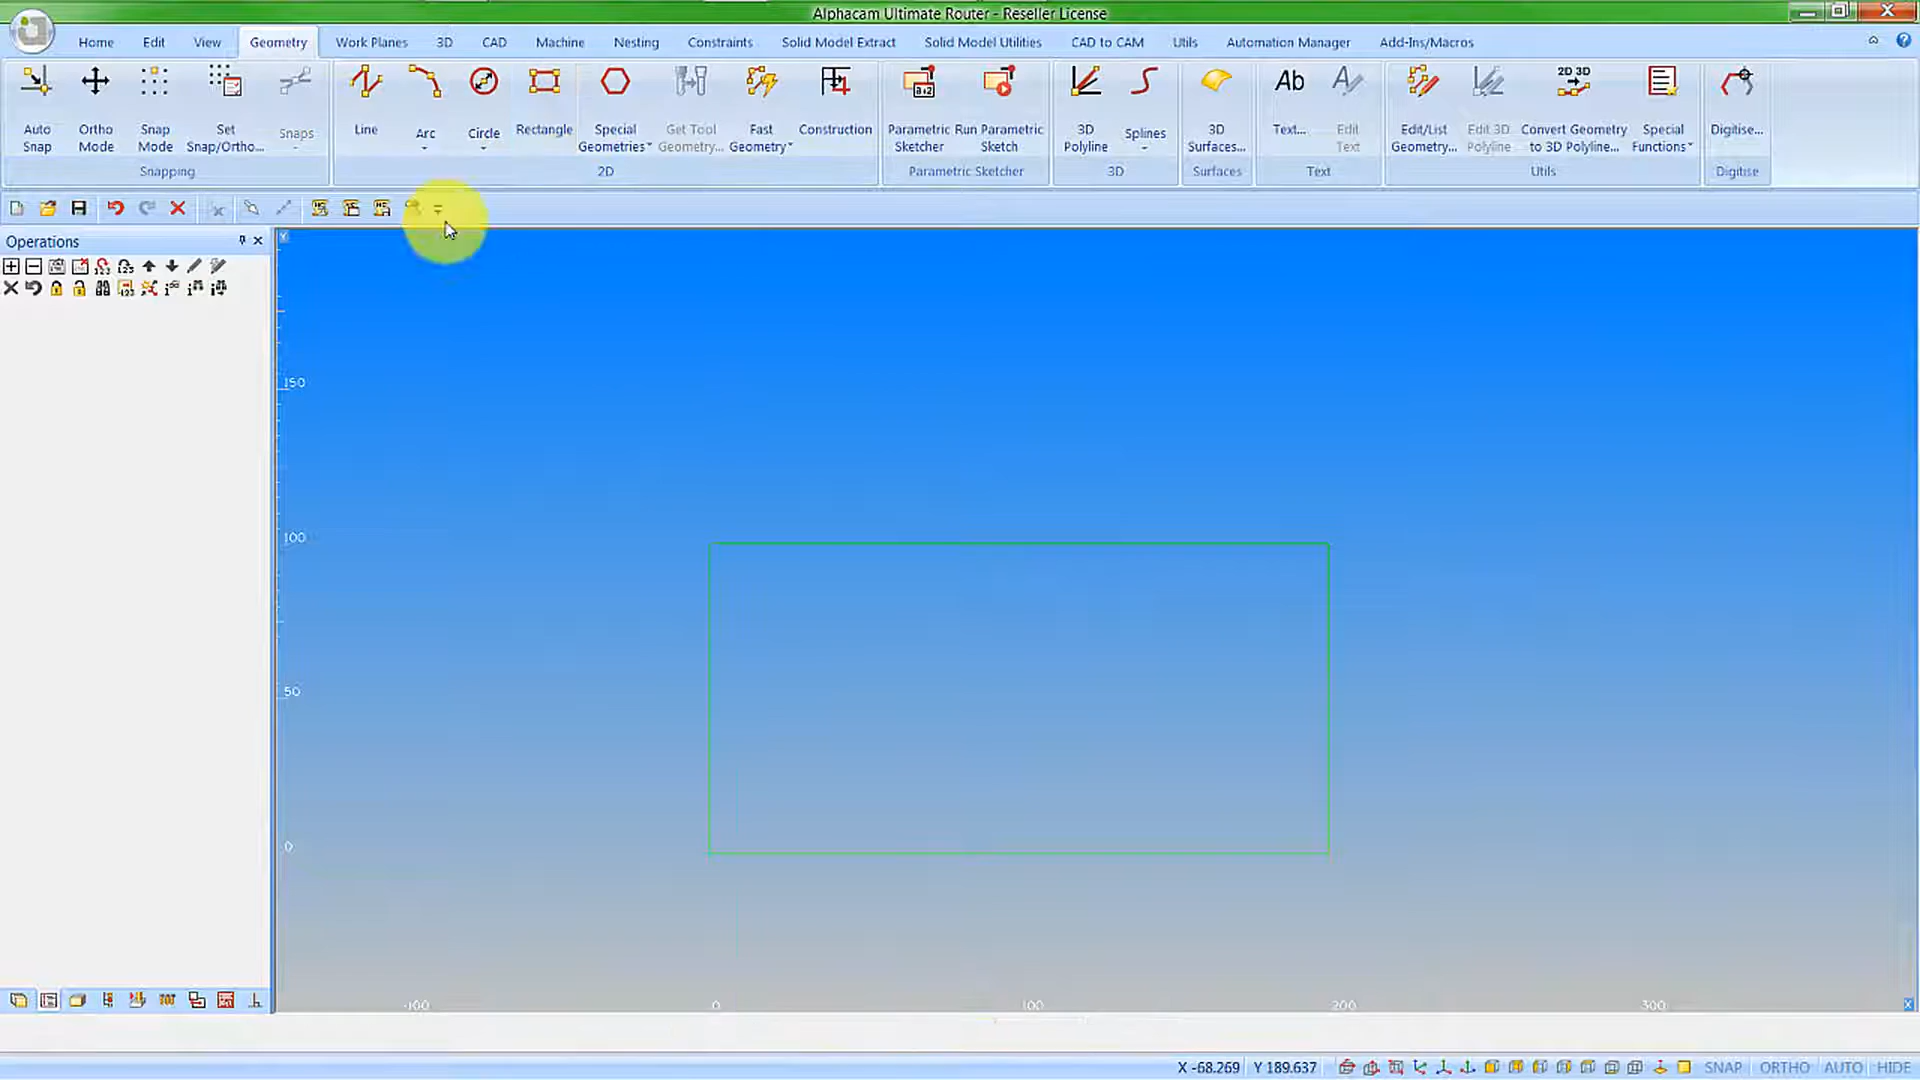 Alphacam Ultimate Router - Reseller License
Home Edit View Geometry Work Planes 3D CAD Machine Nesting Constraints Solid Model Extract Solid Model Utilities CAD to CAM Utils Automation Manager Add-Ins/Macros
Auto Snap
Ortho Mode
Snap Mode
Set Snap/Ortho...
Snaps
Line
Arc
Circle
Rectangle
Special Geometries
Get Tool Geometry...
Fast Geometry
Construction
Parametric Sketcher
Run Parametric Sketch
3D Polyline
Splines
3D Surfaces...
Ab
Text...
Edit Text
Edit/List Geometry...
Edit 3D Polyline
2D 3D
Convert Geometry to 3D Polyline...
Special Functions
Digitise...
Snapping 2D Parametric Sketcher 3D Surfaces Text Utils Digitise
Operations
Y
150
100
50
0
-100 0 100 200 300 X
X -68.269 Y 189.637 SNAP ORTHO AUTO HIDE